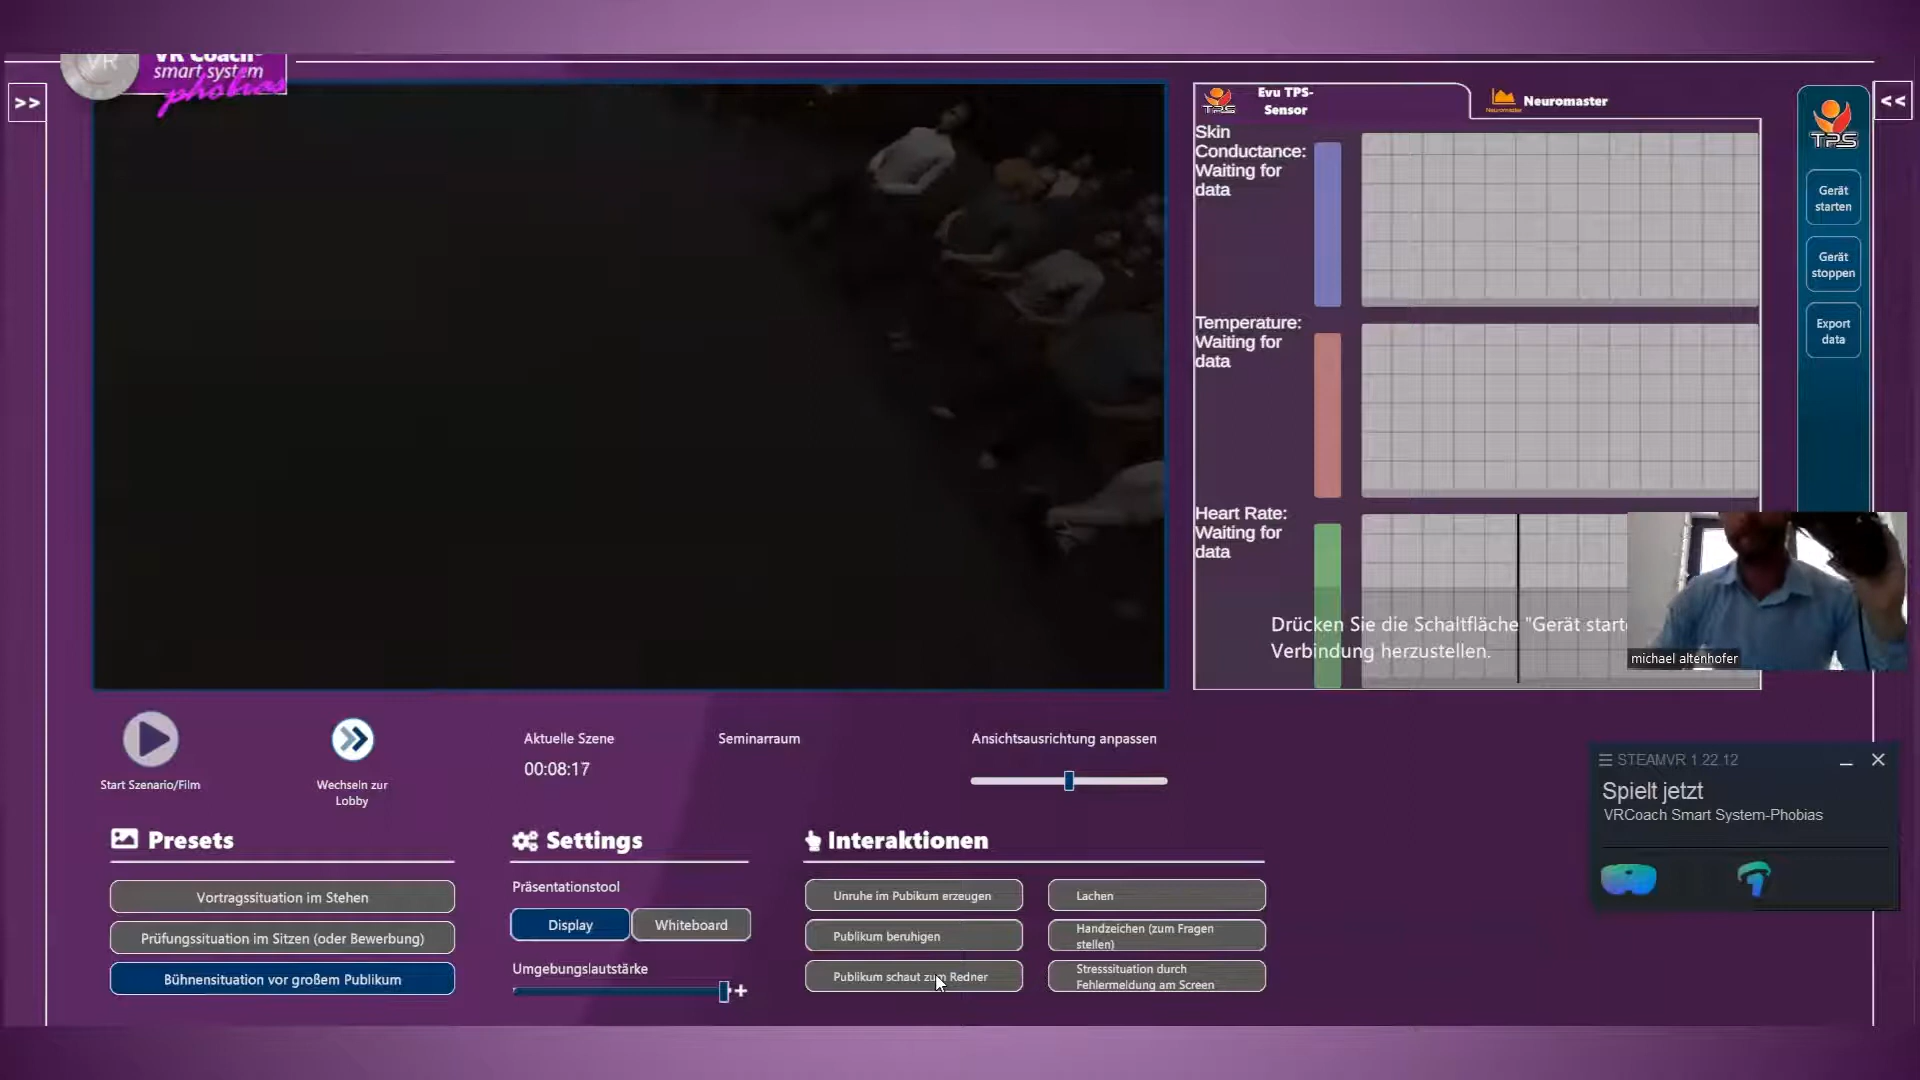 VR Coach
smart system
phobias
VR
>>
<<
Evu TPS-
Sensor
Neuromaster
TPS
TPS
Skin
Conductance:
Waiting for
data
Temperature:
Waiting for
data
Heart Rate:
Waiting for
data
Gerät
starten
Gerät
stoppen
Export
data
Drücken Sie die Schaltfläche "Gerät start
Verbindung herzustellen.
michael altenhofer
Start Szenario/Film
Wechseln zur
Lobby
Aktuelle Szene
Seminarraum
00:08:17
Ansichtsausrichtung anpassen
STEAMVR 1.22.12
Spielt jetzt
VRCoach Smart System-Phobias
Presets
Vortragssituation im Stehen
Prüfungssituation im Sitzen (oder Bewerbung)
Bühnensituation vor großem Publikum
Settings
Präsentationstool
Display
Whiteboard
Umgebungslautstärke
+
Interaktionen
Unruhe im Pubikum erzeugen
Lachen
Publikum beruhigen
Handzeichen (zum Fragen
stellen)
Publikum schaut zum Redner
Stresssituation durch
Fehlermeldung am Screen